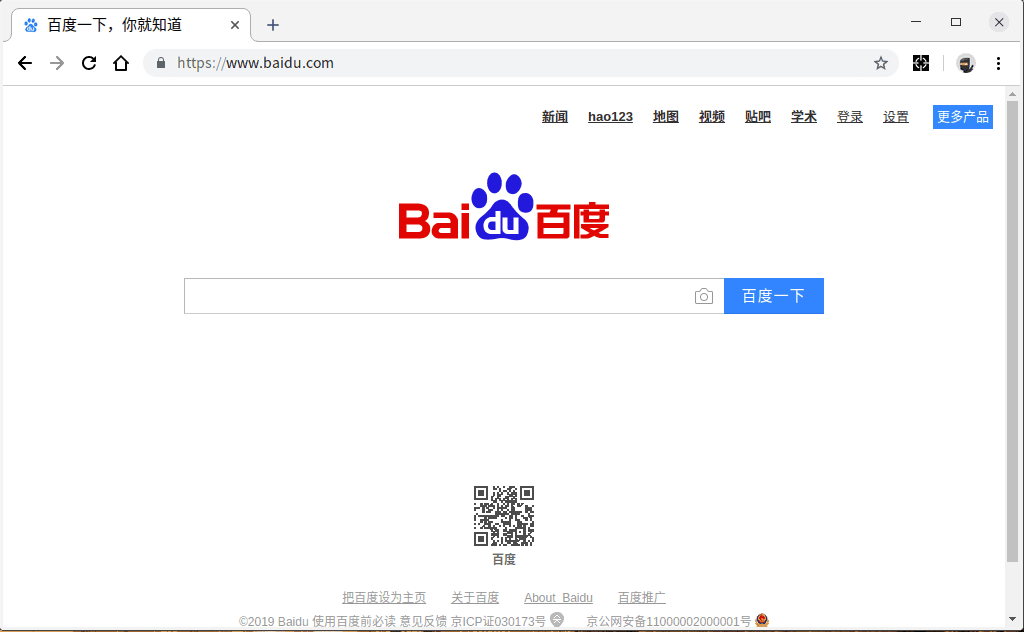 百度一下，你就知道
https://www.baidu.com
新闻 hao123 地图 视频 贴吧 学术 登录 设置 更多产品
Bai du 百度
百度一下
百度
把百度设为主页 关于百度 About Baidu 百度推广
©2019 Baidu 使用百度前必读 意见反馈 京ICP证030173号 京公网安备11000002000001号